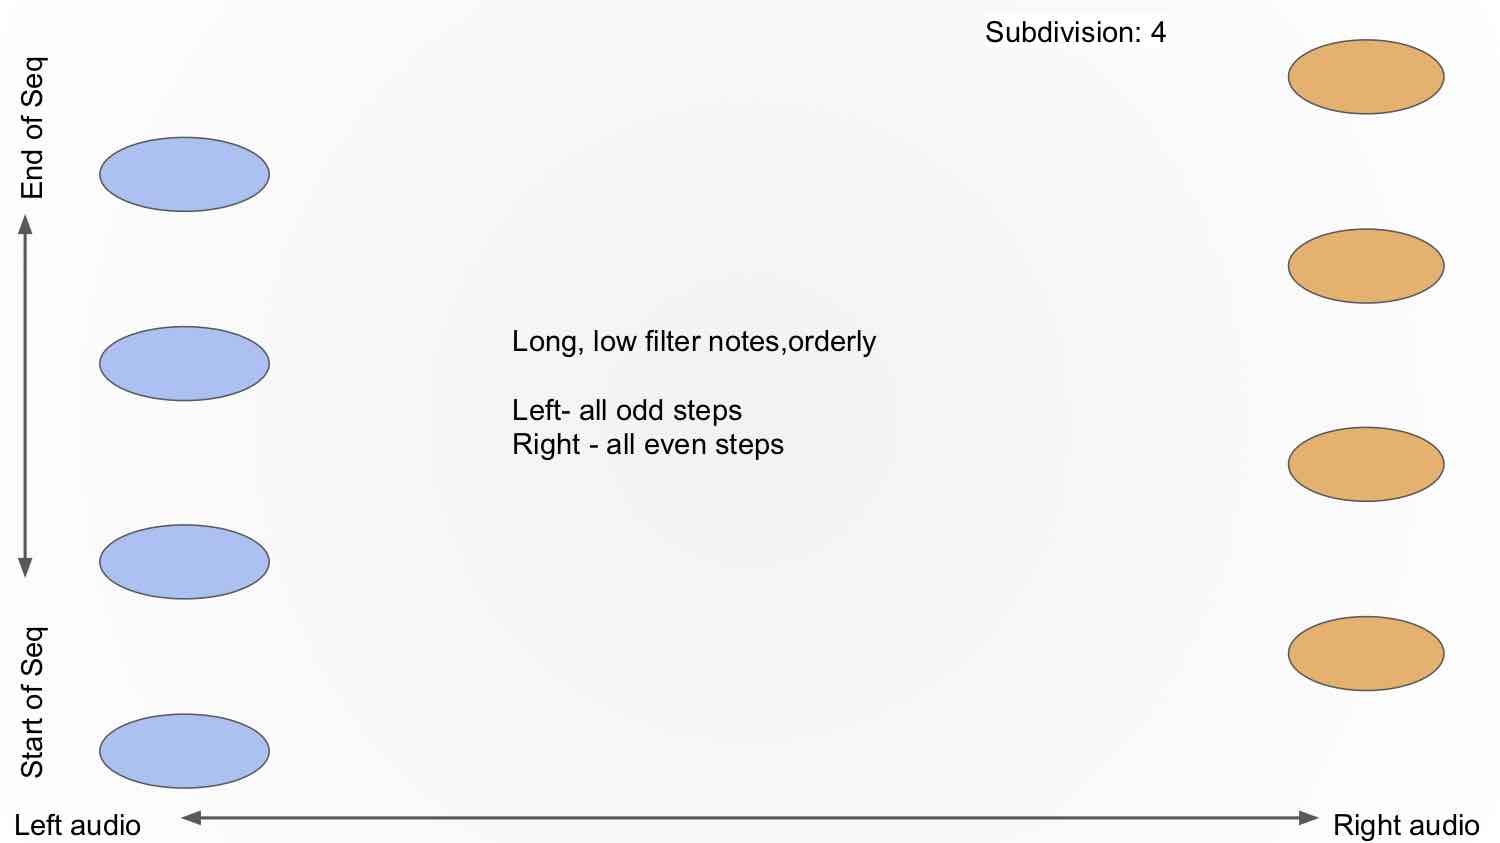 Subdivision: 4
End of Seq
Long, low filter notes,orderly
Left- all odd steps
Right - all even steps
Start of Seq
Left audio
Right audio